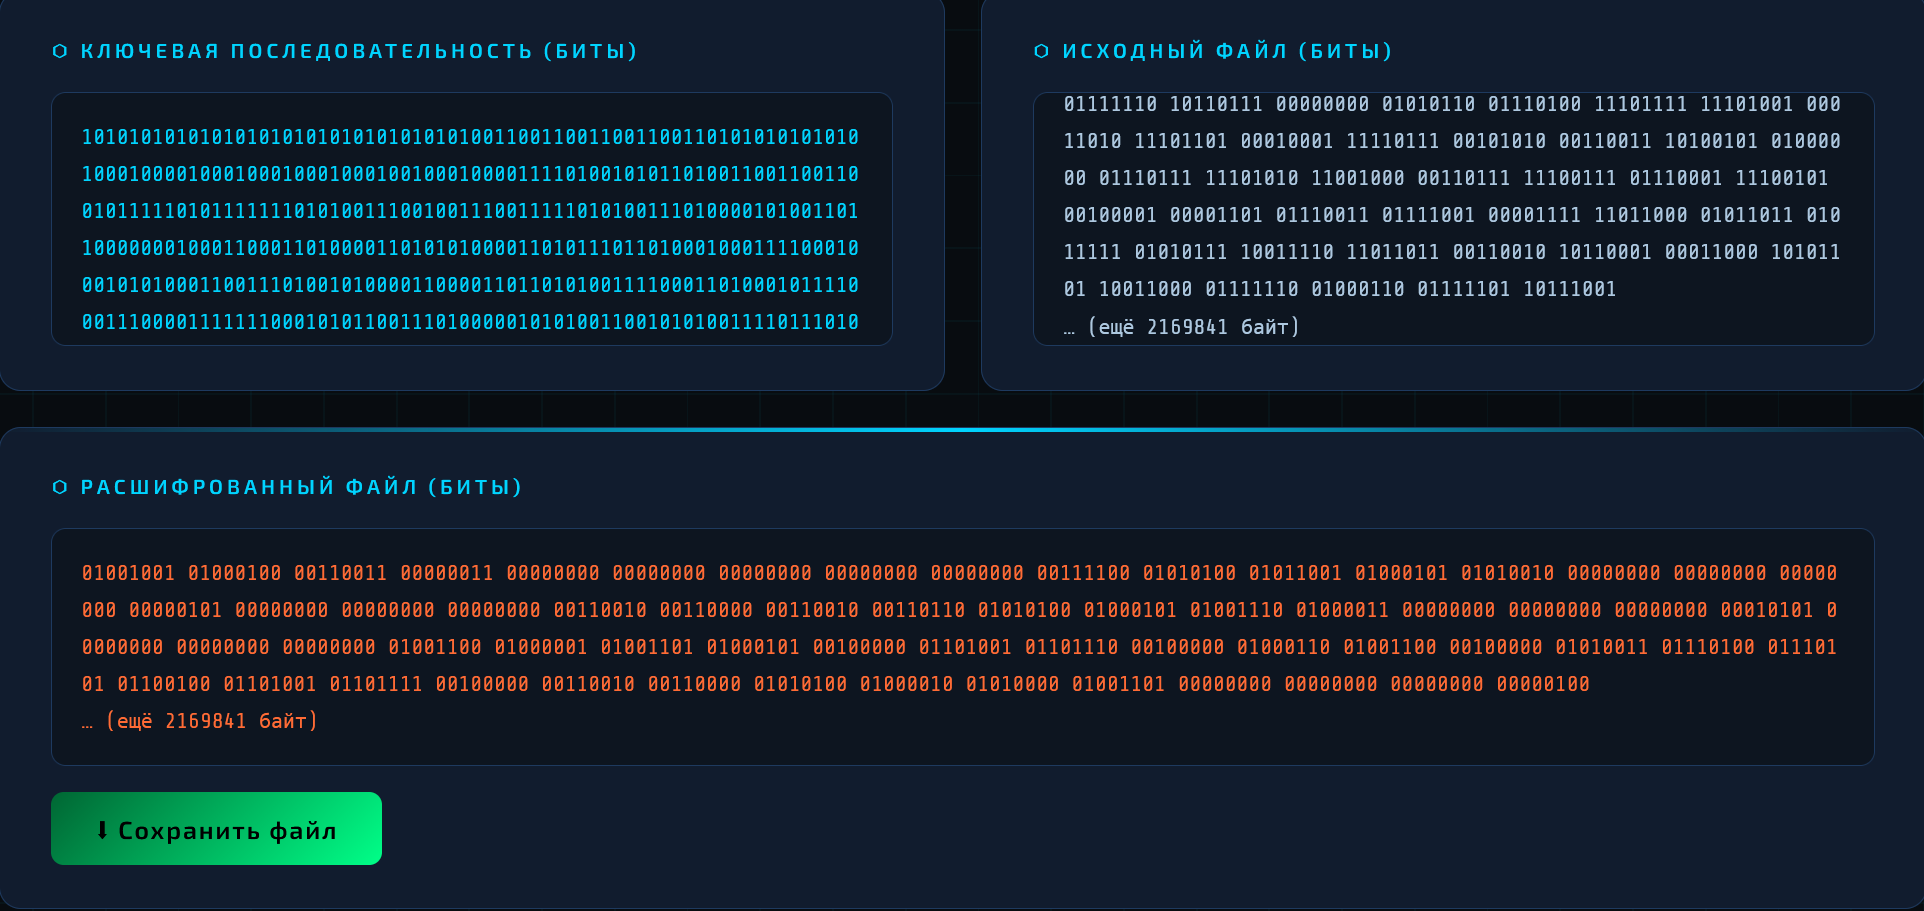 КЛЮЧЕВАЯ ПОСЛЕДОВАТЕЛЬНОСТЬ (БИТЫ)
101010101010101010101010101010101001100110011001100110101010101010
100010000100010001000100010010001000011110100101011010011001100110
010111110101111111010100111001001110011111010100111010000101001101
100000001000110001101000011010101000011010111011010001000111100010
001010100011001110100101000011000011011010100111100011010001011110
001110000111111100010101100111010000010101001100101010011110111010
ИСХОДНЫЙ ФАЙЛ (БИТЫ)
01111110 10110111 00000000 01010110 01110100 11101111 11101001 000
11010 11101101 00010001 11110111 00101010 00110011 10100101 010000
00 01110111 11101010 11001000 00110111 11100111 01110001 11100101
00100001 00001101 01110011 01111001 00001111 11011000 01011011 010
11111 01010111 10011110 11011011 00110010 10110001 00011000 101011
01 10011000 01111110 01000110 01111101 10111001
… (ещё 2169841 байт)
РАСШИФРОВАННЫЙ ФАЙЛ (БИТЫ)
01001001 01000100 00110011 00000011 00000000 00000000 00000000 00000000 00000000 00111100 01010100 01011001 01000101 01010010 00000000 00000000 00000
000 00000101 00000000 00000000 00000000 00110010 00110000 00110010 00110110 01010100 01000101 01001110 01000011 00000000 00000000 00000000 00010101 0
0000000 00000000 00000000 01001100 01000001 01001101 01000101 00100000 01101001 01101110 00100000 01000110 01001100 00100000 01010011 01110100 011101
01 01100100 01101001 01101111 00100000 00110010 00110000 01010100 01000010 01010000 01001101 00000000 00000000 00000000 00000100
… (ещё 2169841 байт)
⬇ Сохранить файл